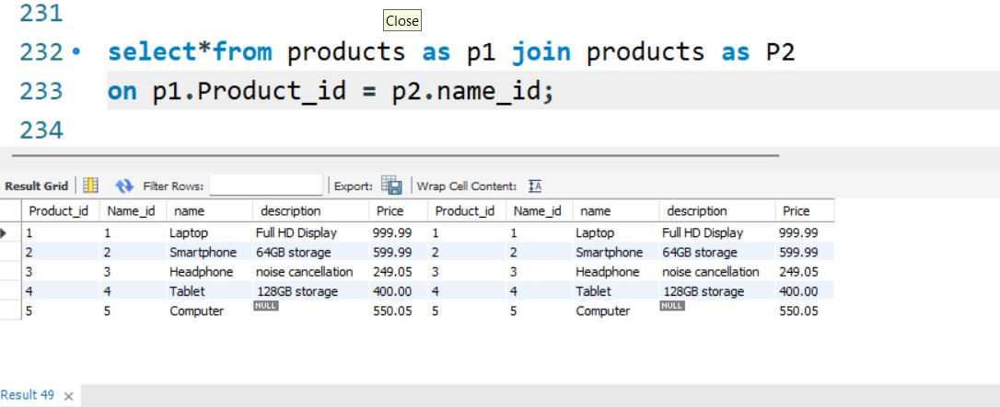 231
Close
232 select*from products as p1 join products as P2
233 on p1.Product_id = p2.name_id;
234
Result Grid Filter Rows: Export: Wrap Cell Content: IA
Product_id Name_id name description Price Product_id Name_id name description Price
1 1 Laptop Full HD Display 999.99 1 1 Laptop Full HD Display 999.99
2 2 Smartphone 64GB storage 599.99 2 2 Smartphone 64GB storage 599.99
3 3 Headphone noise cancellation 249.05 3 3 Headphone noise cancellation 249.05
4 4 Tablet 128GB storage 400.00 4 4 Tablet 128GB storage 400.00
5 5 Computer NULL 550.05 5 5 Computer NULL 550.05
Result 49